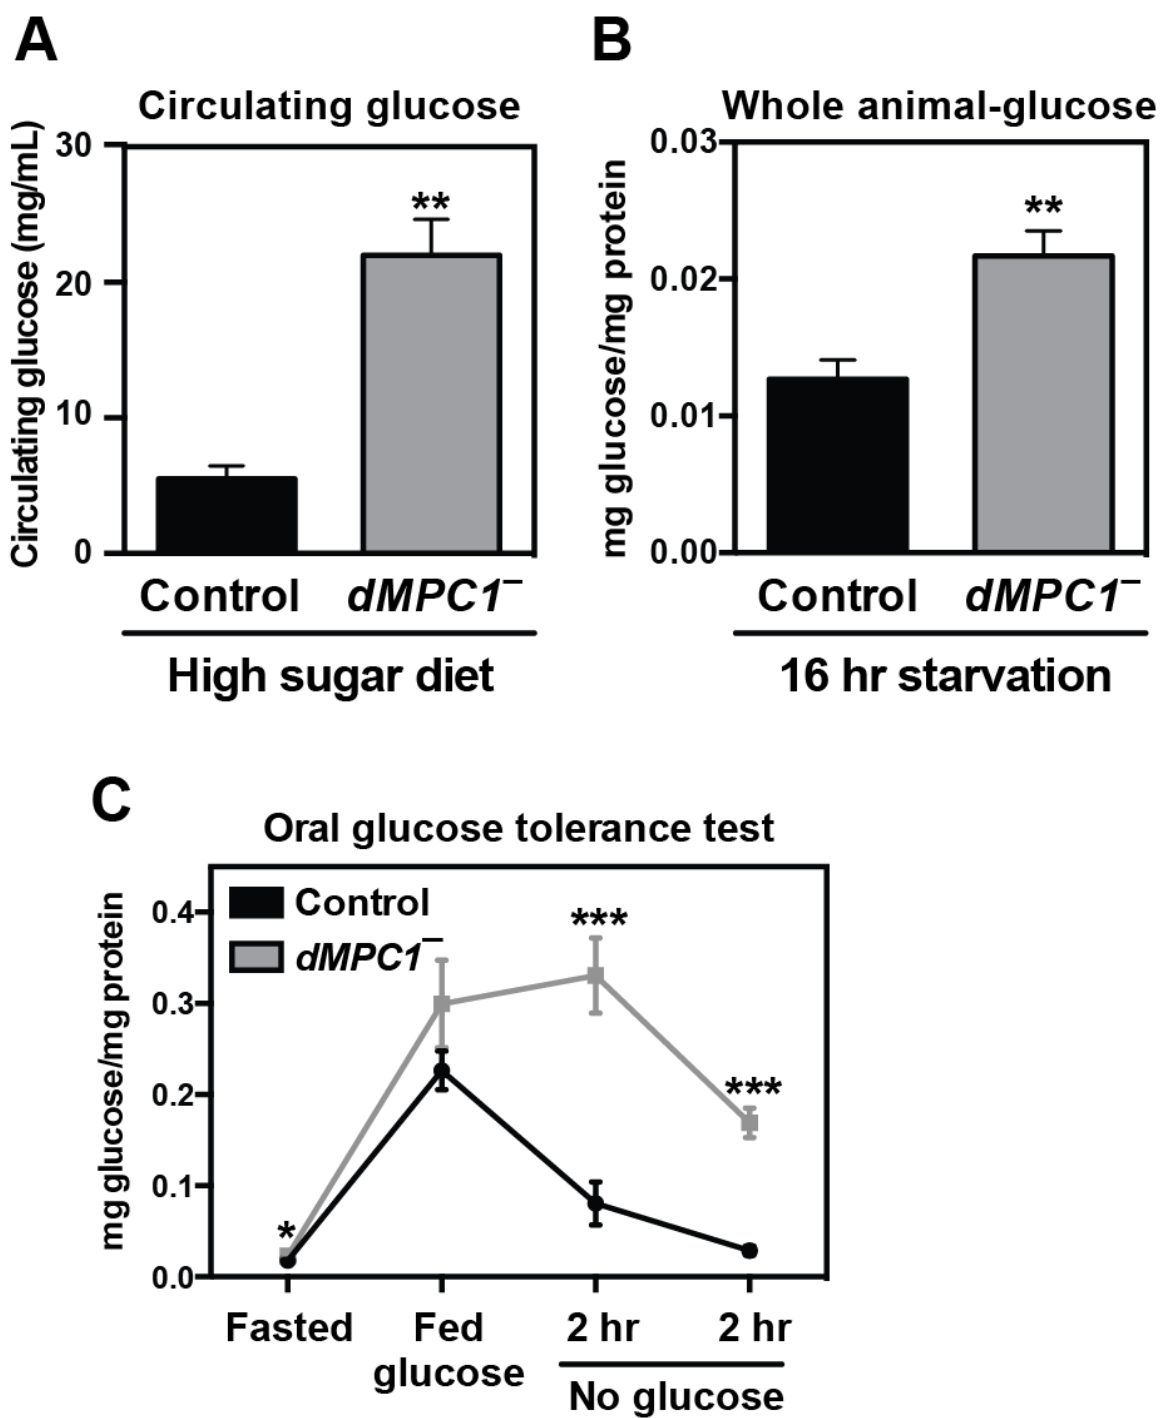 A
Circulating glucose
Circulating glucose (mg/mL)
30
20
10
0
**
Control dMPC1⁻
High sugar diet
B
Whole animal-glucose
mg glucose/mg protein
0.03
0.02
0.01
0.00
**
Control dMPC1⁻
16 hr starvation
C
Oral glucose tolerance test
mg glucose/mg protein
0.4
0.3
0.2
0.1
0.0
Control
dMPC1⁻
*
***
***
Fasted Fed glucose 2 hr 2 hr
No glucose